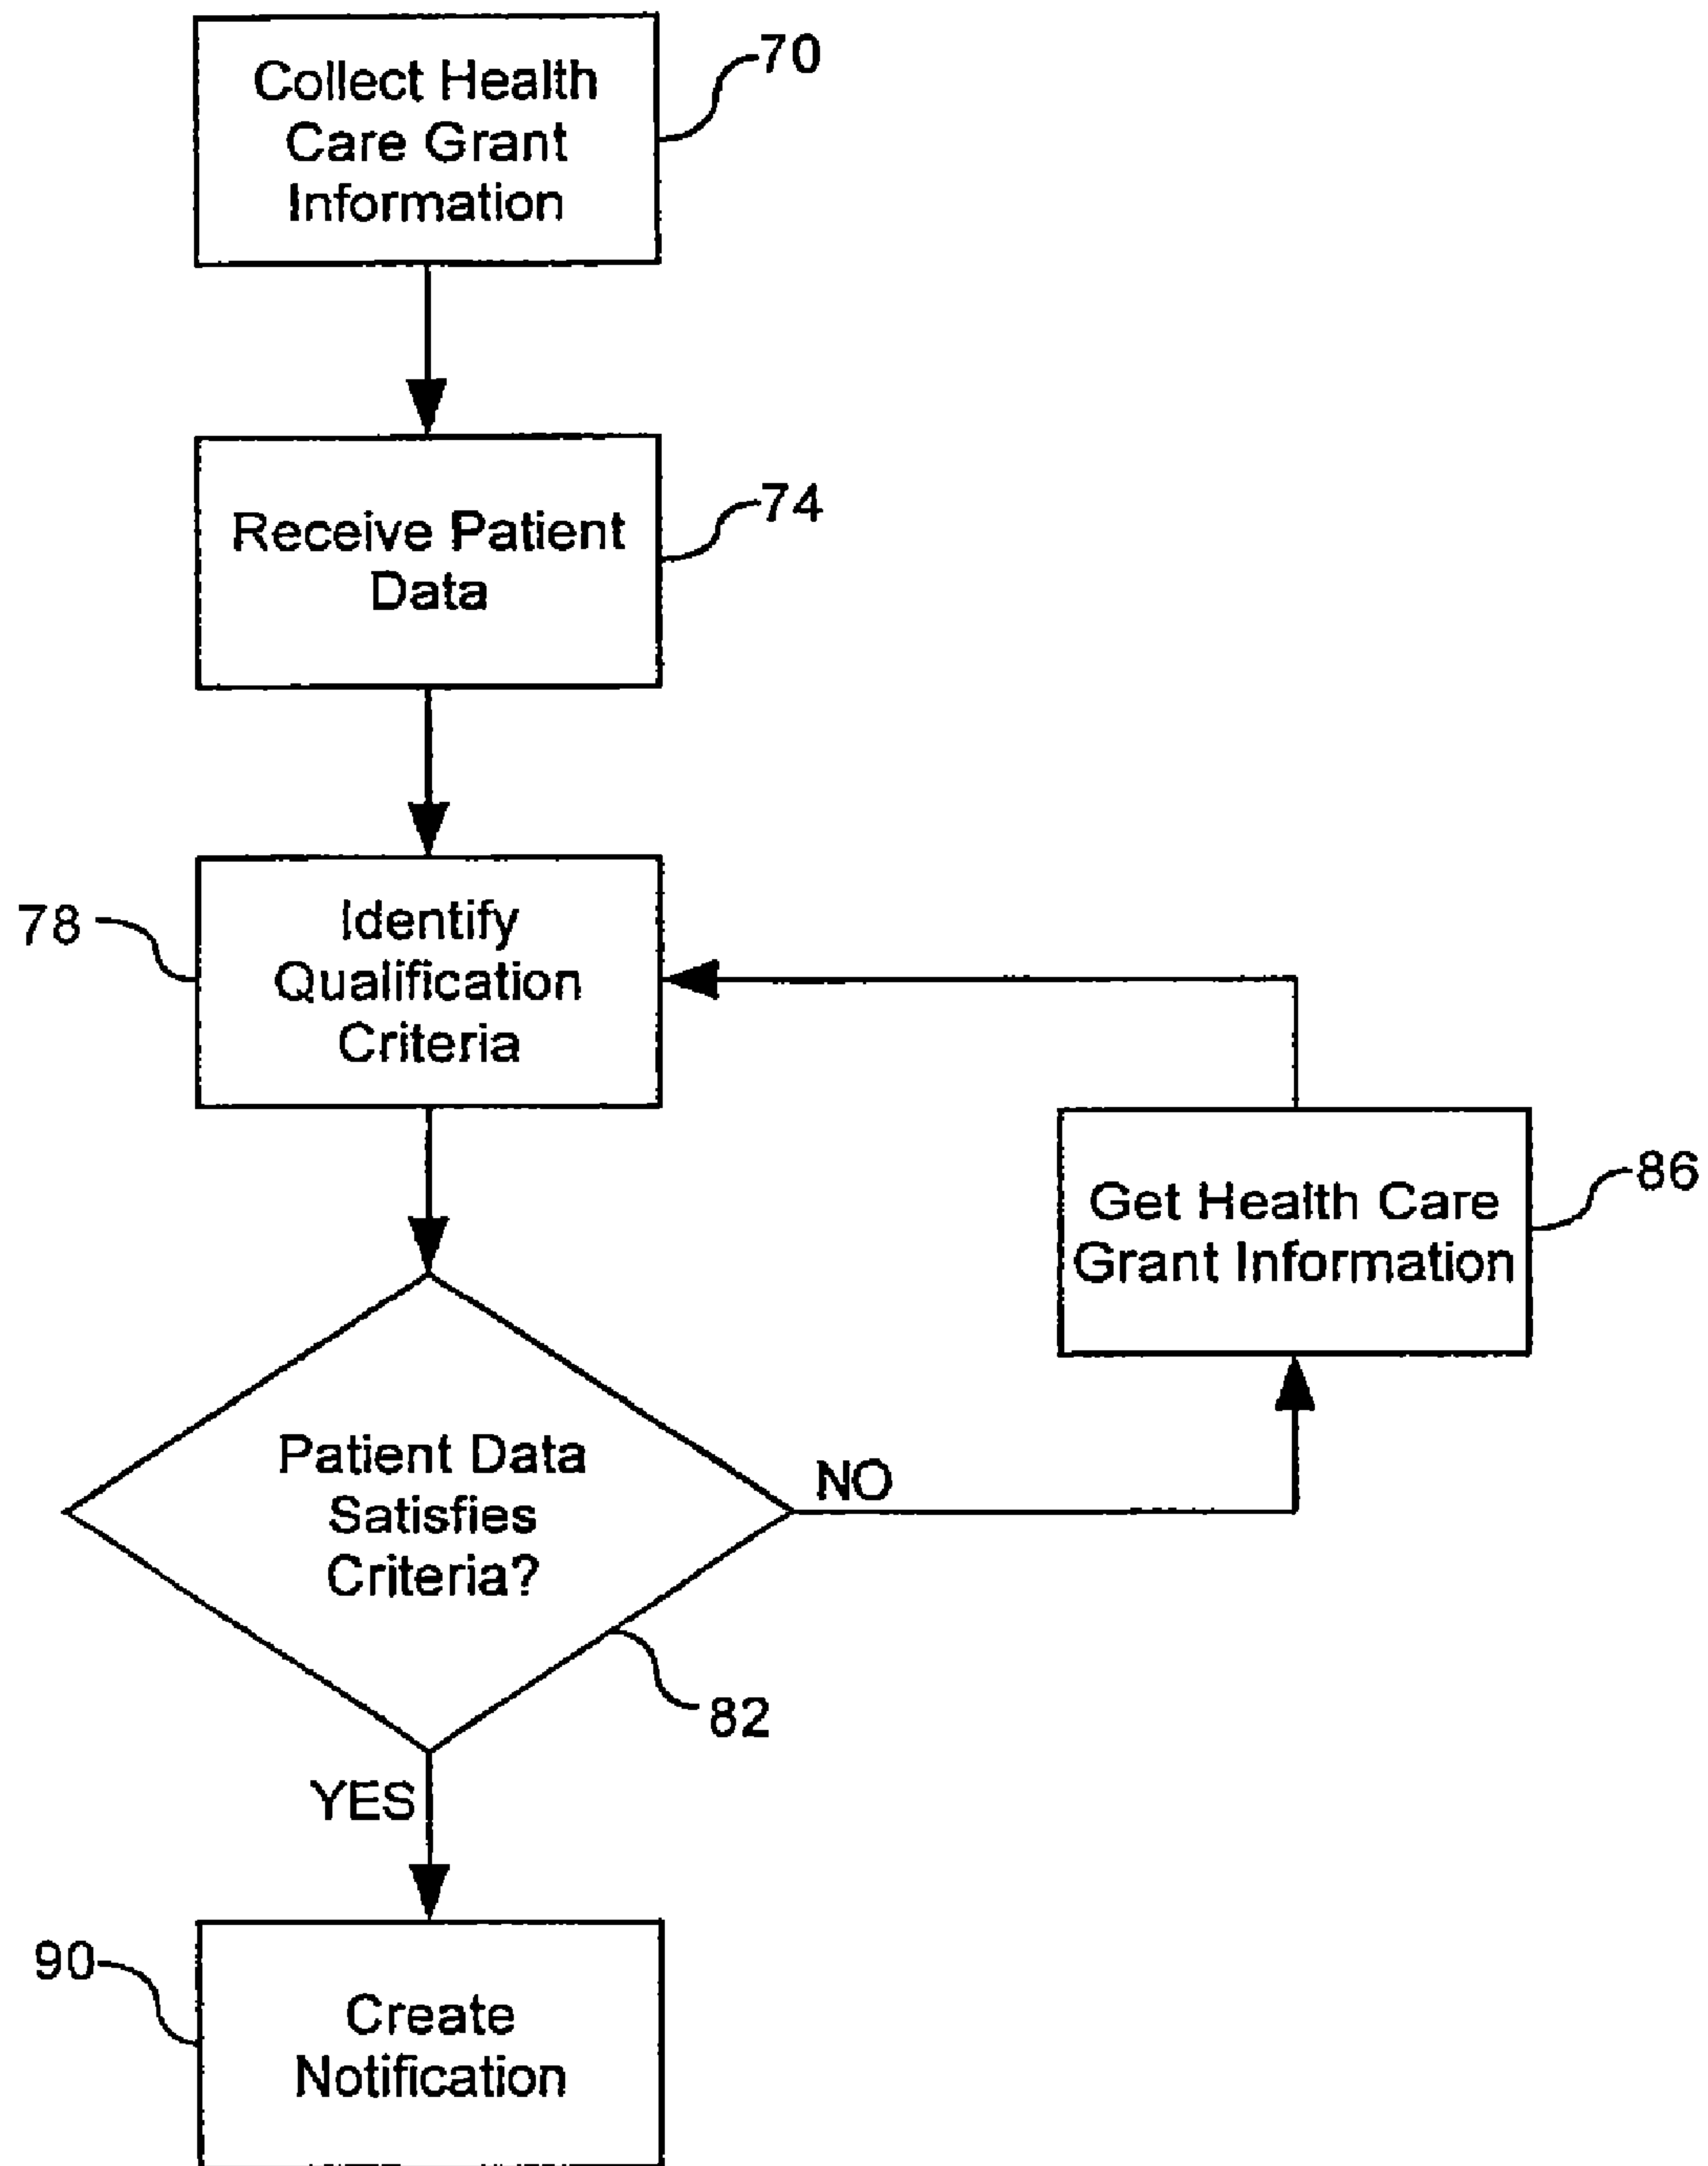 Collect Health
Care Grant
Information
70
Receive Patient
Data
74
78
Identify
Qualification
Criteria
Get Health Care
Grant Information
86
Patient Data
Satisfies
Criteria?
NO
82
YES
90
Create
Notification